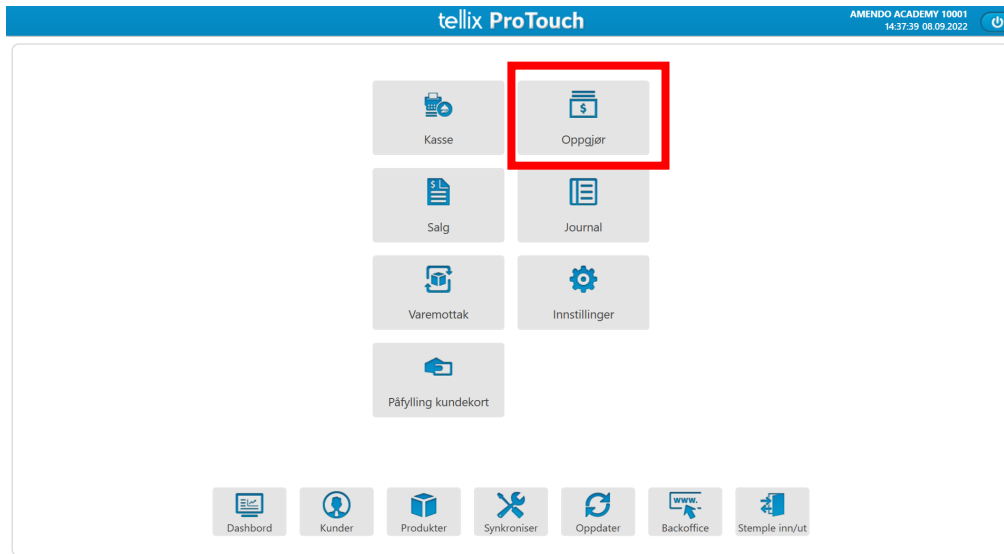 tellix ProTouch
AMENDO ACADEMY 10001
14:37:39 08.09.2022
$
Kasse
Oppgjør
$
Salg
Journal
Varemottak
Innstillinger
Påfylling kundekort
www.
Dashbord
Kunder
Produkter
Synkroniser
Oppdater
Backoffice
Stemple inn/ut